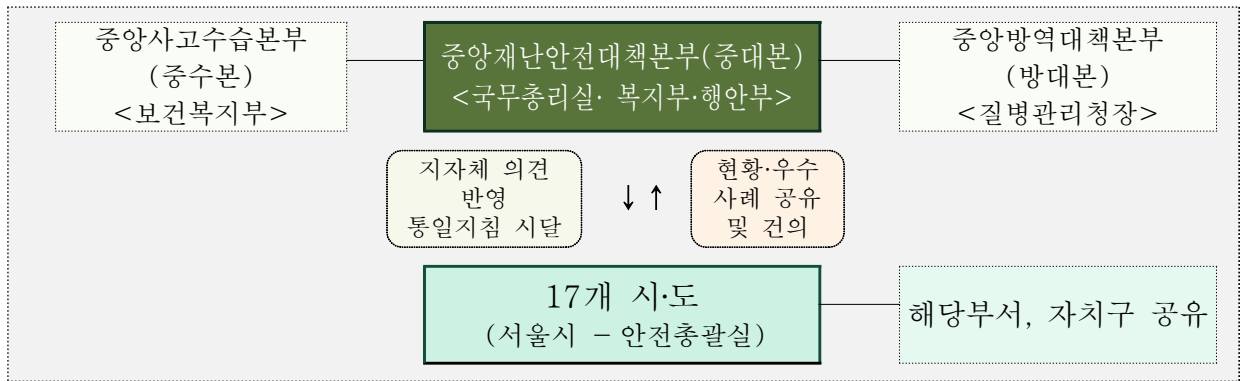 중앙사고수습본부
(중수본)
<보건복지부>
중앙재난안전대책본부(중대본)
<국무총리실· 복지부·행안부>
중앙방역대책본부
(방대본)
<질병관리청장>
지자체 의견
반영
통일지침 시달
↓ ↑
현황·우수
사례 공유
및 건의
17개 시·도
(서울시 – 안전총괄실)
해당부서, 자치구 공유